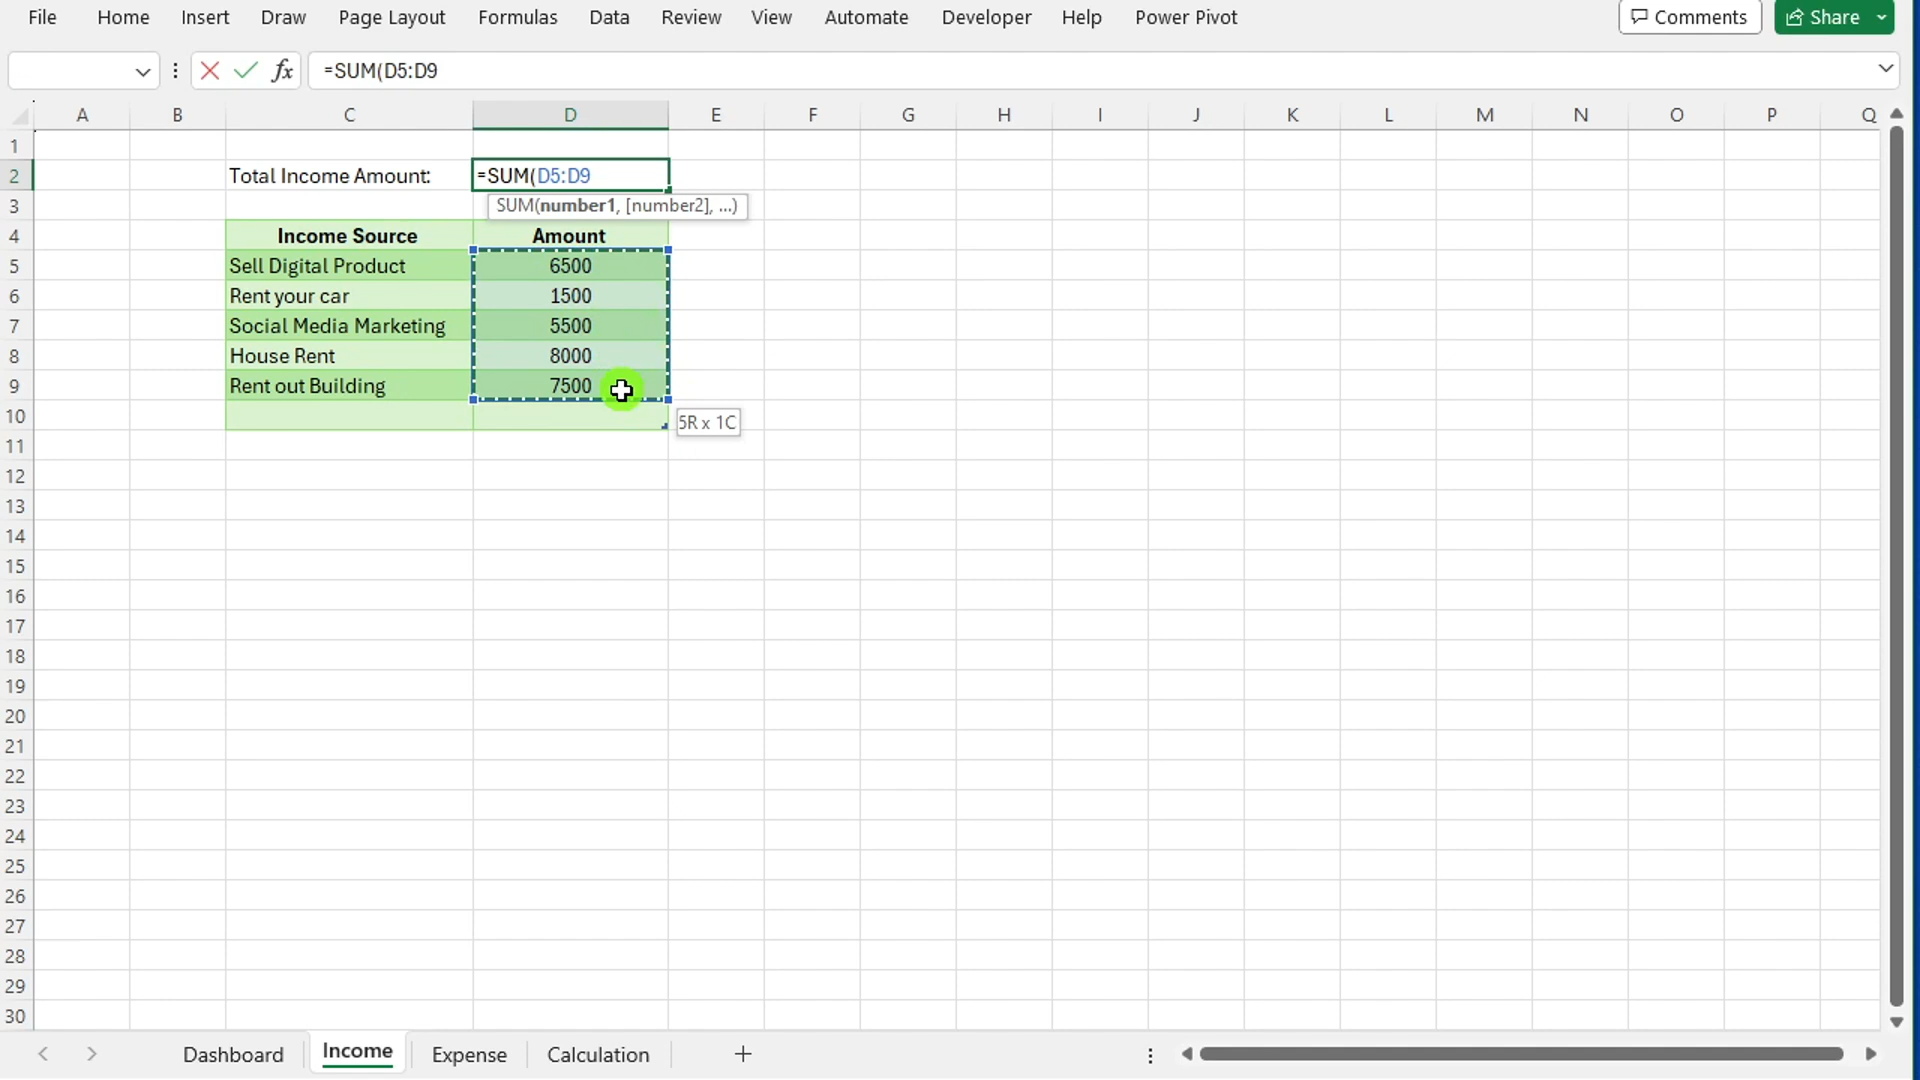 File Home Insert Draw Page Layout Formulas Data Review View Automate Developer Help Power Pivot Comments Share
fx =SUM(D5:D9
A B C D E F G H I J K L M N O P Q
1
2 Total Income Amount: =SUM(D5:D9
3 SUM(number1, [number2], ...)
4 Income Source Amount
5 Sell Digital Product 6500
6 Rent your car 1500
7 Social Media Marketing 5500
8 House Rent 8000
9 Rent out Building 7500
10 5R x 1C
11
12
13
14
15
16
17
18
19
20
21
22
23
24
25
26
27
28
29
30
Dashboard Income Expense Calculation +